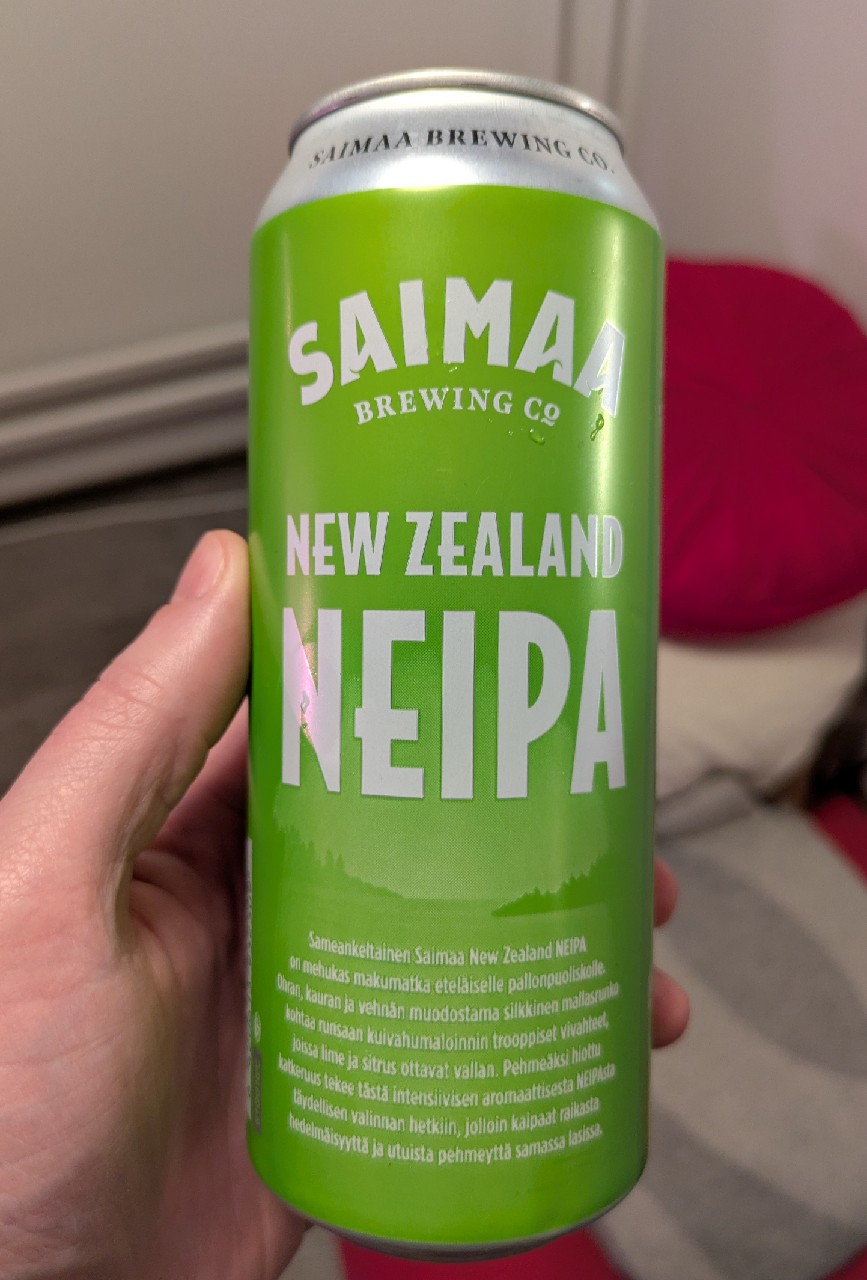 SAIMAA BREWING CO.
SAIMAA
BREWING Co
NEW ZEALAND
NEIPA
Sameankeltainen Saimaa New Zealand NEIPA
on mehukas makumatka eteläiselle pallonpuoliskolle.
Ohran, kauran ja vehnän muodostama silkkinen mallasrunko
kohtaa runsaan kuivahumaloinnin trooppiset vivahteet,
joissa lime ja sitrus ottavat vallan. Pehmeäksi hiottu
katkeruus tekee tästä intensiivisen aromaattisesta NEIPAsta
täydellisen valinnan hetkiin, jolloin kaipaat raikasta
hedelmäisyyttä ja utuista pehmeyttä samassa lasissa.